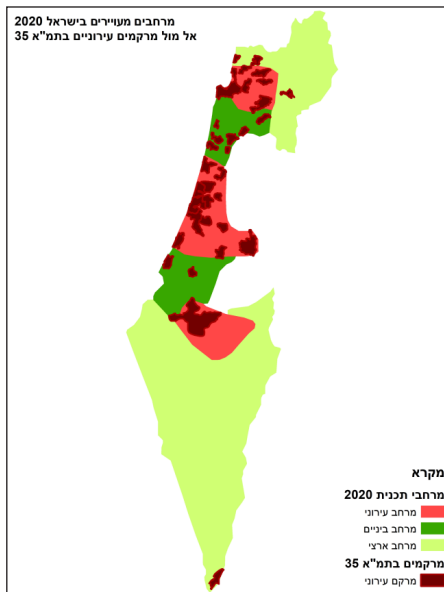 מרחבים מעויירים בישראל 2020
אל מול מרקמים עירוניים בתמ"א 35
מקרא
מרחבי תכנית 2020
מרחב עירוני
מרחב ביניים
מרחב ארצי
מרקמים בתמ"א 35
מרקם עירוני